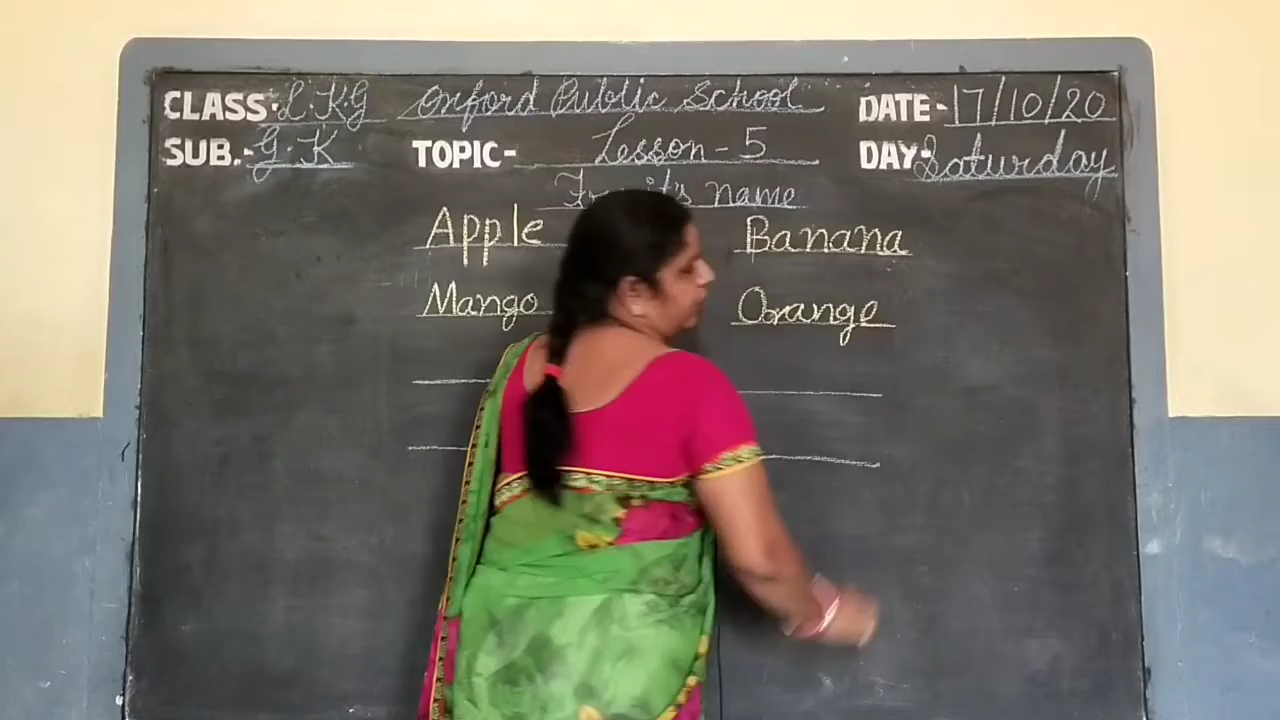 CLASS- L.K.G Oxford Public School DATE- 17/10/20
SUB.- G.K TOPIC- Lesson - 5 DAY- Saturday
name
Apple Banana
Mango Orange